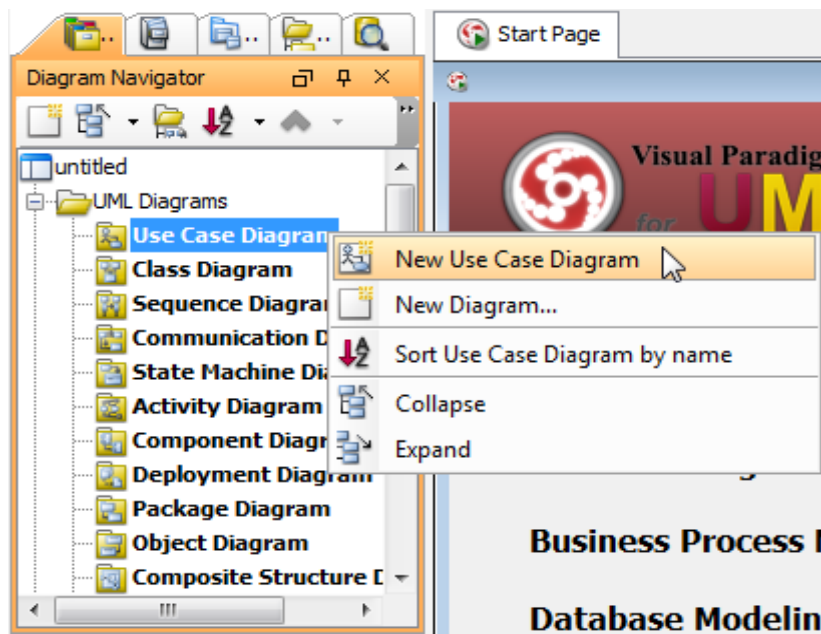 Start Page
Diagram Navigator
untitled
Visual Paradig
for UM
UML Diagrams
Use Case Diagram
New Use Case Diagram
Class Diagram
Sequence Diagra
New Diagram...
Communication D
Sort Use Case Diagram by name
State Machine Dia
Activity Diagram
Collapse
Component Diagr
Expand
Deployment Diagram
Package Diagram
Object Diagram
Business Process
Composite Structure D
Database Modelin